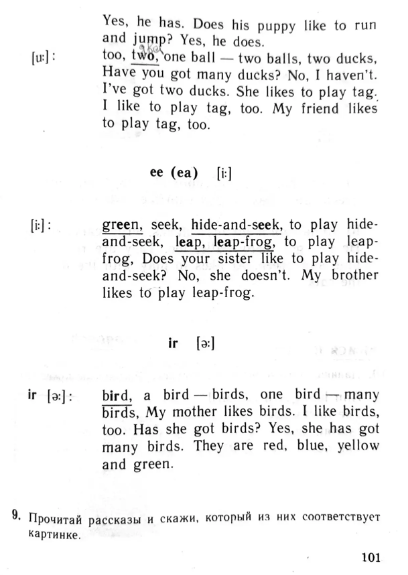 Yes, he has. Does his puppy like to run
and jump? Yes, he does.
[u:]: too, two, one ball — two balls, two ducks,
Have you got many ducks? No, I haven't.
I've got two ducks. She likes to play tag.
I like to play tag, too. My friend likes
to play tag, too.
ee (ea) [i:]
[i:]: green, seek, hide-and-seek, to play hide-
and-seek, leap, leap-frog, to play leap-
frog, Does your sister like to play hide-
and-seek? No, she doesn't. My brother
likes to play leap-frog.
ir [ə:]
ir [ə:]: bird, a bird — birds, one bird — many
birds, My mother likes birds. I like birds,
too. Has she got birds? Yes, she has got
many birds. They are red, blue, yellow
and green.
9. Прочитай рассказы и скажи, который из них соответствует
картинке.
101